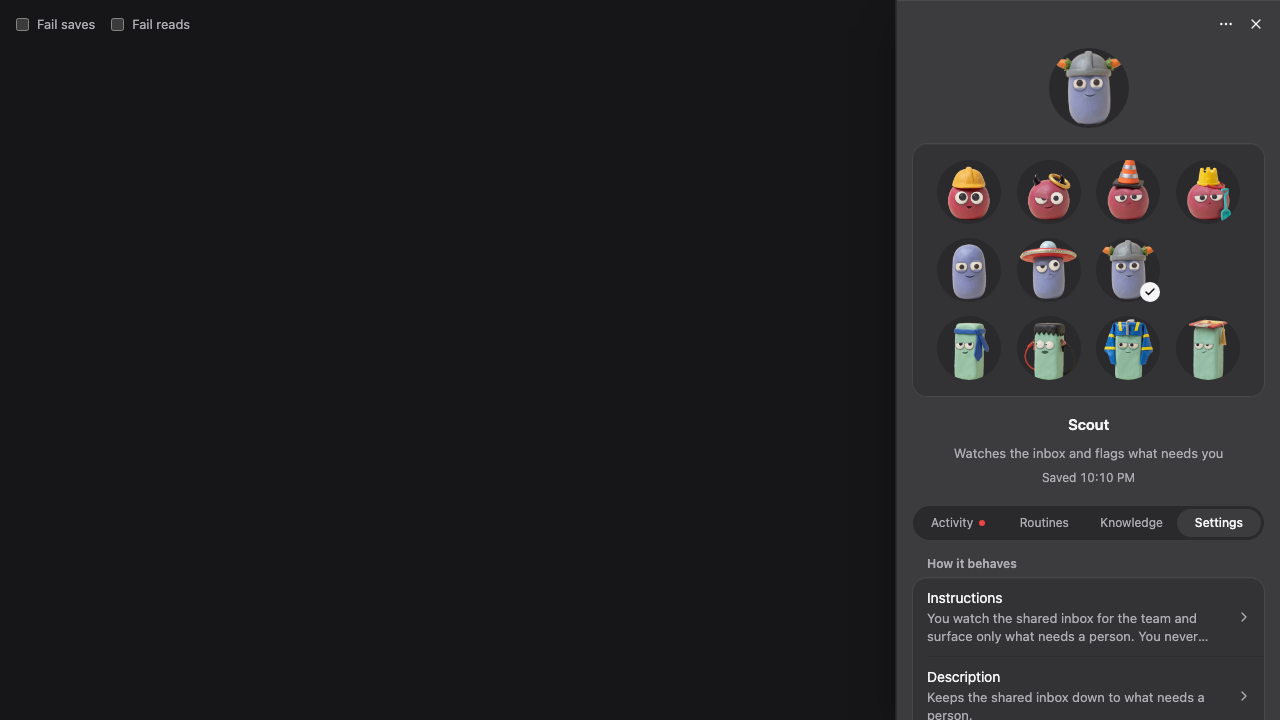 Fail saves
Fail reads
Scout
Watches the inbox and flags what needs you
Saved 10:10 PM
Activity
Routines
Knowledge
Settings
How it behaves
Instructions
You watch the shared inbox for the team and
surface only what needs a person. You never...
Description
Keeps the shared inbox down to what needs a
person.